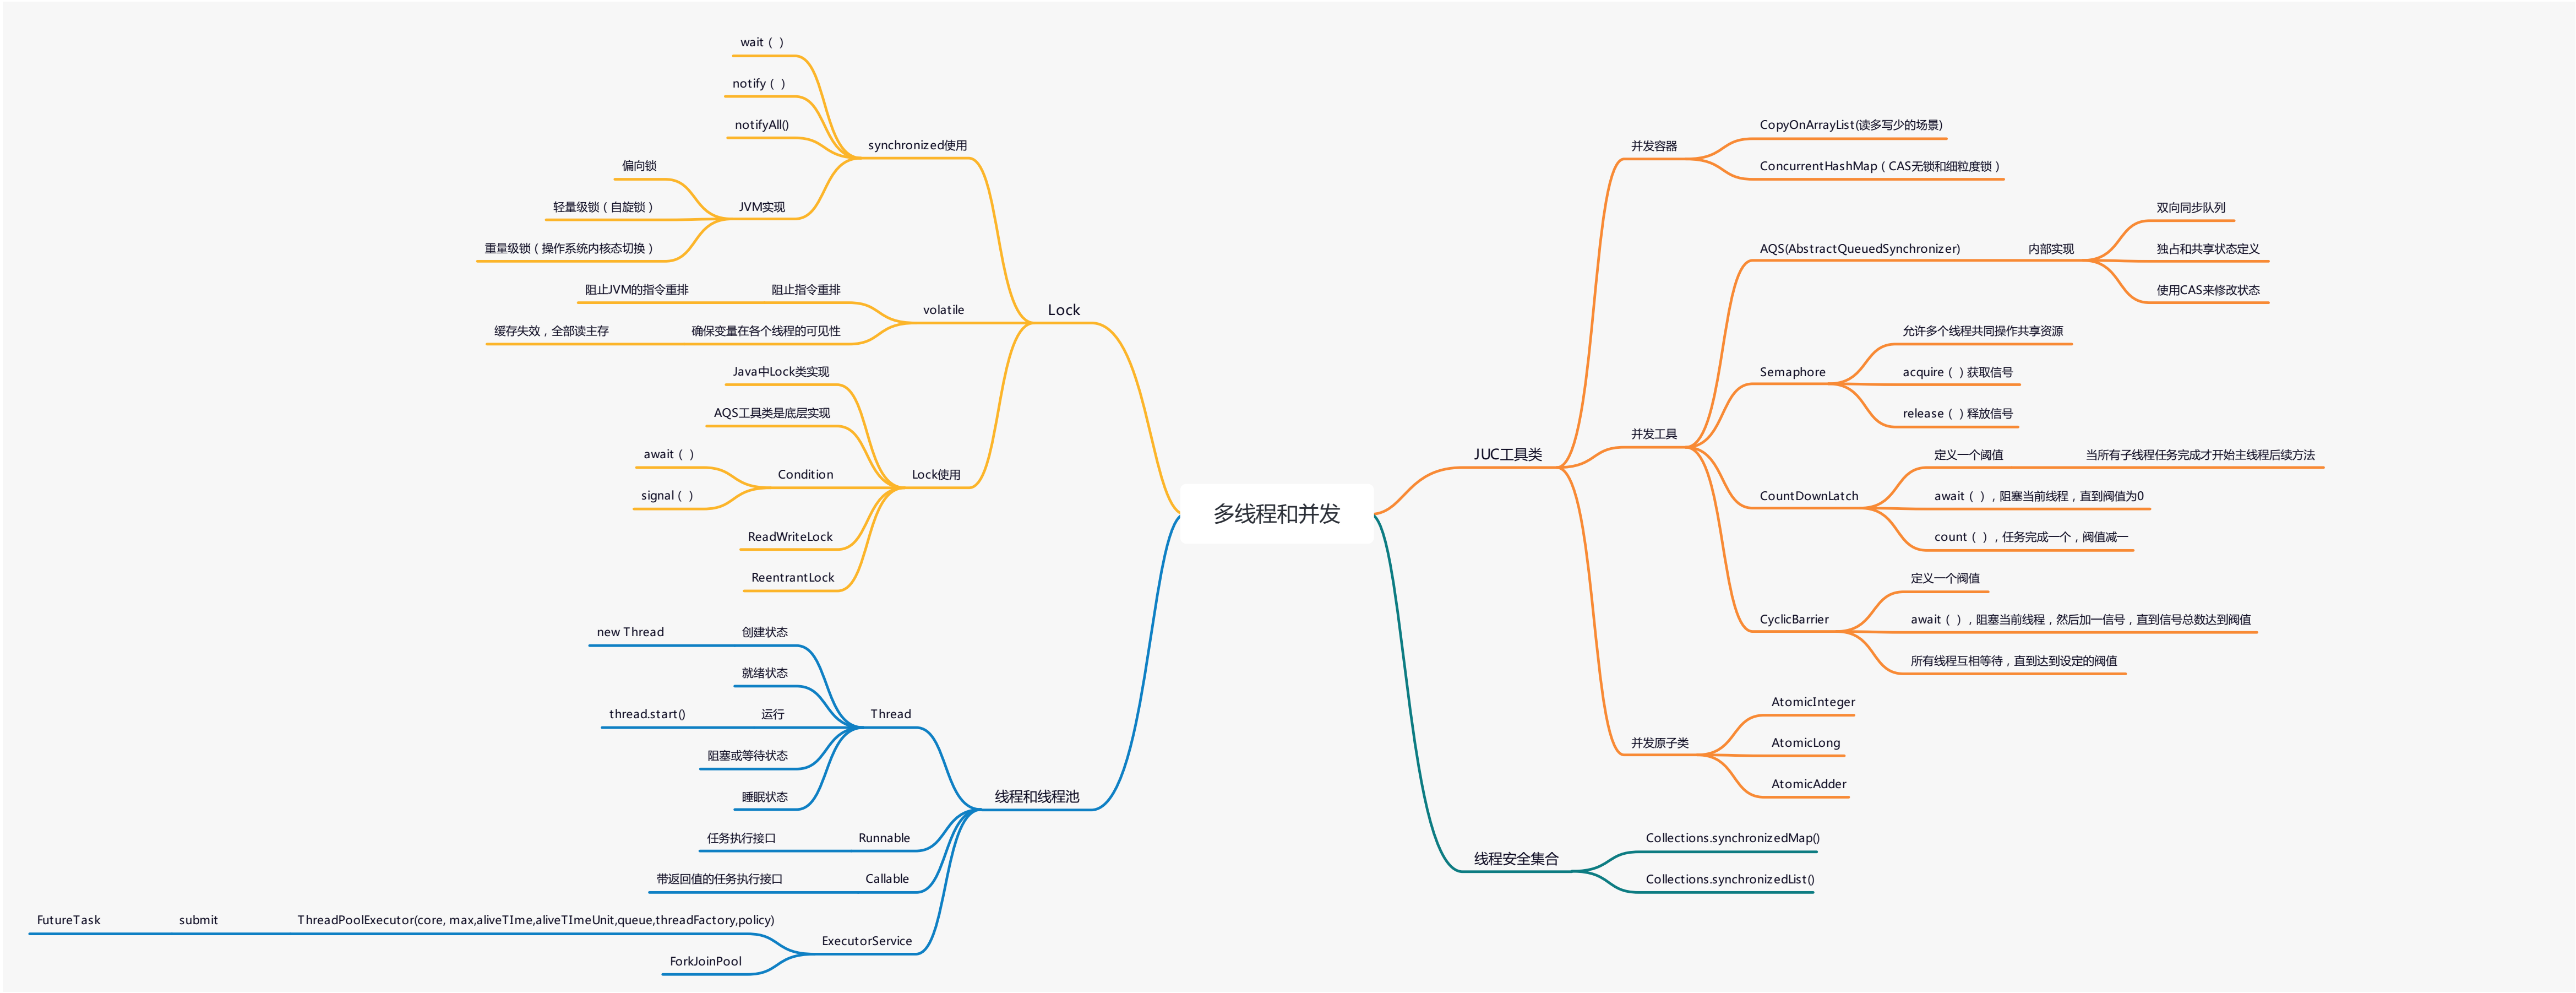 多线程和并发
Lock
synchronized使用
wait（ ）
notify（ ）
notifyAll()
JVM实现
偏向锁
轻量级锁（自旋锁）
重量级锁（操作系统内核态切换）
volatile
阻止指令重排
阻止JVM的指令重排
确保变量在各个线程的可见性
缓存失效，全部读主存
Lock使用
Java中Lock类实现
AQS工具类是底层实现
Condition
await（ ）
signal（ ）
ReadWriteLock
ReentrantLock
线程和线程池
Thread
创建状态
new Thread
就绪状态
运行
thread.start()
阻塞或等待状态
睡眠状态
Runnable
任务执行接口
Callable
带返回值的任务执行接口
ExecutorService
ThreadPoolExecutor(core, max,aliveTIme,aliveTImeUnit,queue,threadFactory,policy)
submit
FutureTask
ForkJoinPool
JUC工具类
并发容器
CopyOnArrayList(读多写少的场景)
ConcurrentHashMap（CAS无锁和细粒度锁）
并发工具
AQS(AbstractQueuedSynchronizer)
内部实现
双向同步队列
独占和共享状态定义
使用CAS来修改状态
Semaphore
允许多个线程共同操作共享资源
acquire（ ）获取信号
release（ ）释放信号
CountDownLatch
定义一个阈值
当所有子线程任务完成才开始主线程后续方法
await（ ），阻塞当前线程，直到阀值为0
count（ ），任务完成一个，阀值减一
CyclicBarrier
定义一个阀值
await（ ），阻塞当前线程，然后加一信号，直到信号总数达到阀值
所有线程互相等待，直到达到设定的阀值
并发原子类
AtomicInteger
AtomicLong
AtomicAdder
线程安全集合
Collections.synchronizedMap()
Collections.synchronizedList()